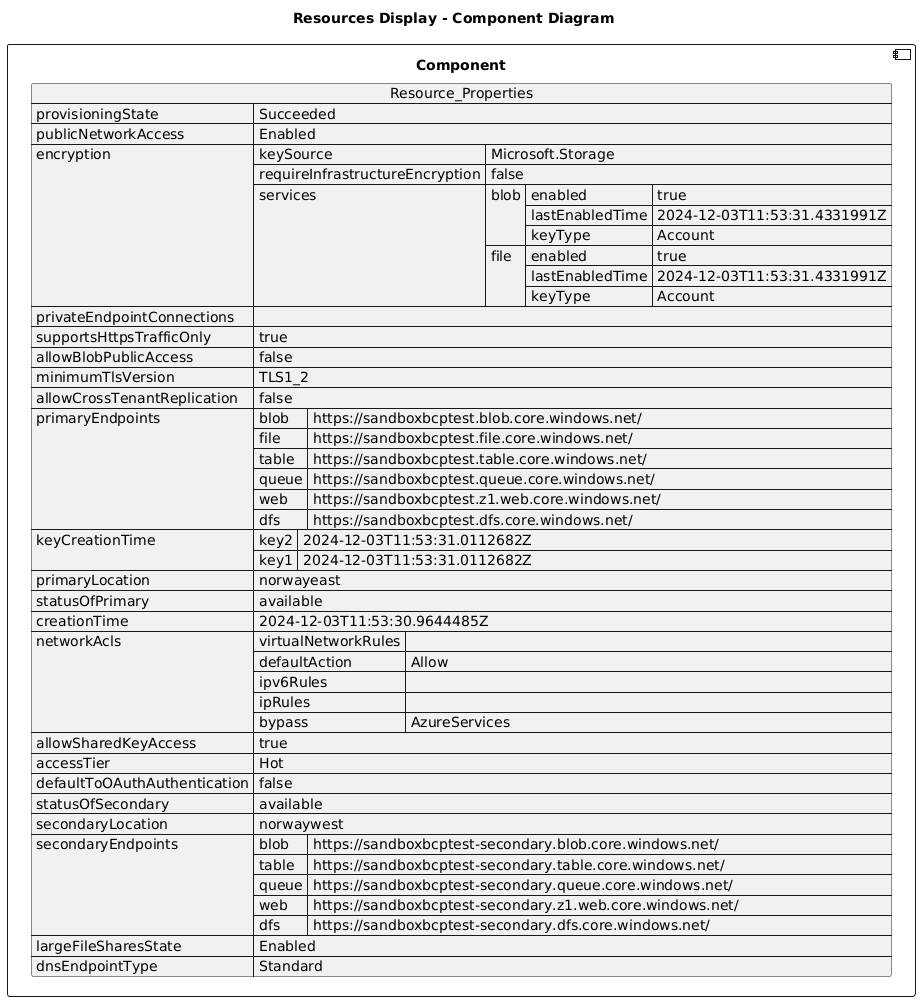 Resources Display - Component Diagram
Component
Resource_Properties
provisioningState Succeeded
publicNetworkAccess Enabled
encryption keySource Microsoft.Storage
requireInfrastructureEncryption false
services blob enabled true
lastEnabledTime 2024-12-03T11:53:31.4331991Z
keyType Account
file enabled true
lastEnabledTime 2024-12-03T11:53:31.4331991Z
keyType Account
privateEndpointConnections
supportsHttpsTrafficOnly true
allowBlobPublicAccess false
minimumTlsVersion TLS1_2
allowCrossTenantReplication false
primaryEndpoints blob https://sandboxbcptest.blob.core.windows.net/
file https://sandboxbcptest.file.core.windows.net/
table https://sandboxbcptest.table.core.windows.net/
queue https://sandboxbcptest.queue.core.windows.net/
web https://sandboxbcptest.z1.web.core.windows.net/
dfs https://sandboxbcptest.dfs.core.windows.net/
keyCreationTime key2 2024-12-03T11:53:31.0112682Z
key1 2024-12-03T11:53:31.0112682Z
primaryLocation norwayeast
statusOfPrimary available
creationTime 2024-12-03T11:53:30.9644485Z
networkAcls virtualNetworkRules
defaultAction Allow
ipv6Rules
ipRules
bypass AzureServices
allowSharedKeyAccess true
accessTier Hot
defaultToOAuthAuthentication false
statusOfSecondary available
secondaryLocation norwaywest
secondaryEndpoints blob https://sandboxbcptest-secondary.blob.core.windows.net/
table https://sandboxbcptest-secondary.table.core.windows.net/
queue https://sandboxbcptest-secondary.queue.core.windows.net/
web https://sandboxbcptest-secondary.z1.web.core.windows.net/
dfs https://sandboxbcptest-secondary.dfs.core.windows.net/
largeFileSharesState Enabled
dnsEndpointType Standard